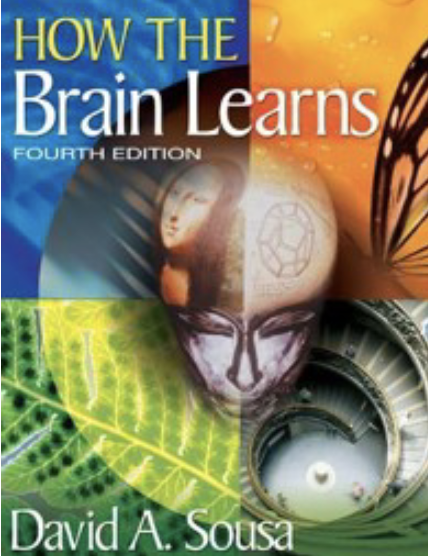 HOW THE
Brain Learns
FOURTH EDITION
David A. Sousa